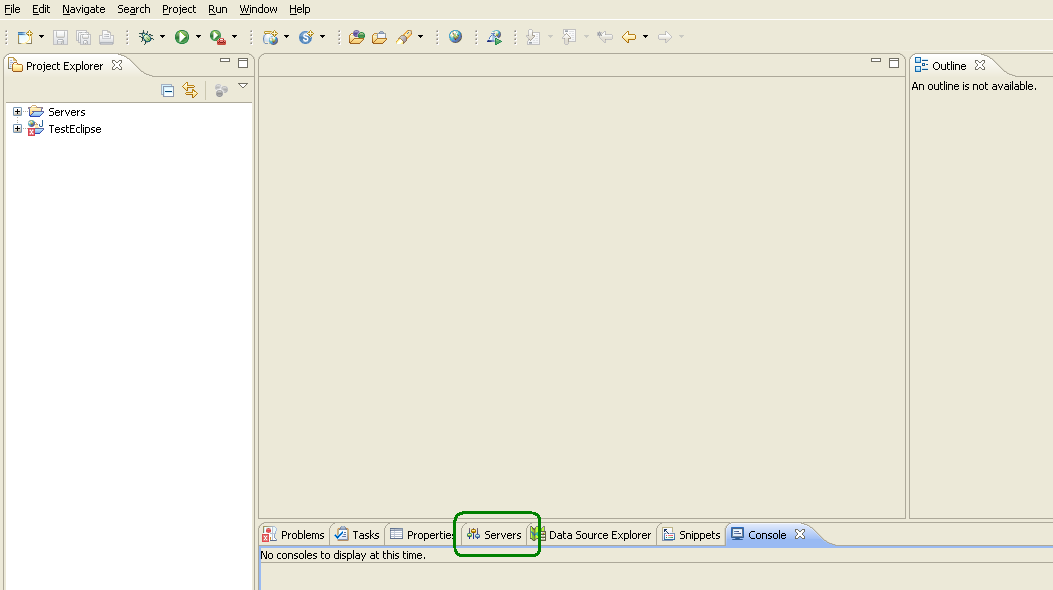 File Edit Navigate Search Project Run Window Help
Project Explorer
Outline
An outline is not available.
Servers
TestEclipse
Problems Tasks Properties Servers Data Source Explorer Snippets Console
No consoles to display at this time.